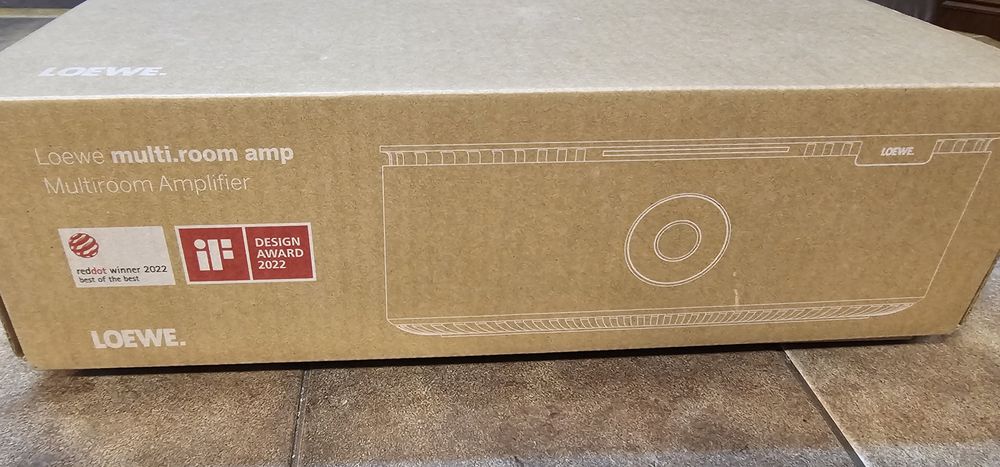 LOEWE.
Loewe multi.room amp
Multiroom Amplifier
reddot winner 2022
best of the best
iF
DESIGN
AWARD
2022
LOEWE.
LOEWE.